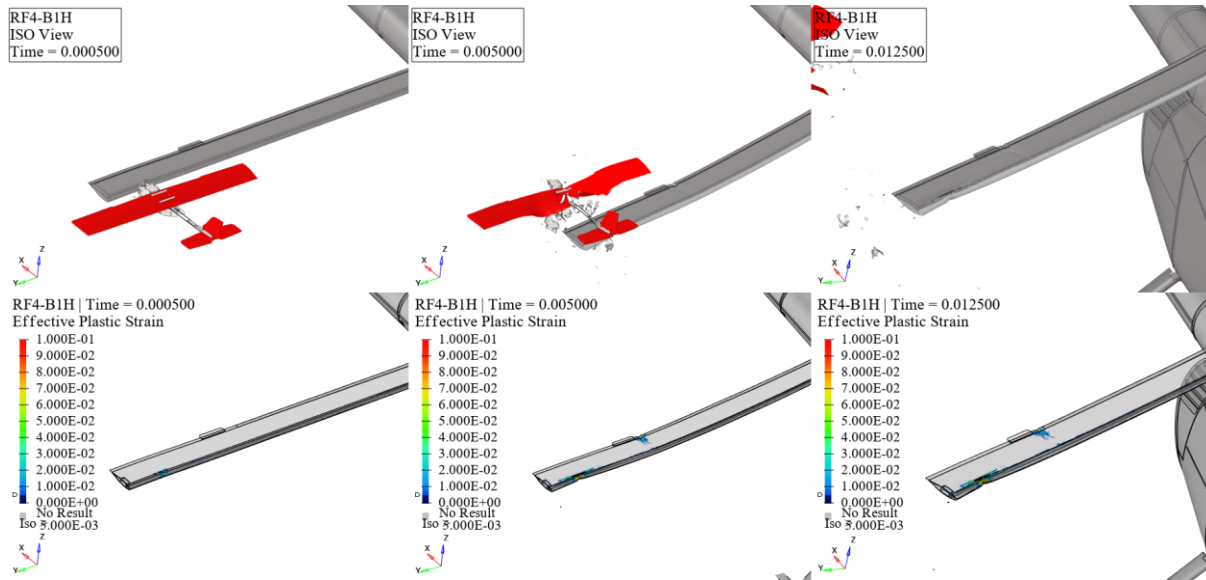 RF4-B1H
ISO View
Time = 0.000500
Z
X
Y
RF4-B1H
ISO View
Time = 0.005000
Z
X
Y
RF4-B1H
ISO View
Time = 0.012500
Z
X
Y
RF4-B1H | Time = 0.000500
Effective Plastic Strain
1.000E-01
9.000E-02
8.000E-02
7.000E-02
6.000E-02
5.000E-02
4.000E-02
3.000E-02
2.000E-02
1.000E-02
D
0.000E+00
No Result
Iso
5.000E-03
Z
X
Y
RF4-B1H | Time = 0.005000
Effective Plastic Strain
1.000E-01
9.000E-02
8.000E-02
7.000E-02
6.000E-02
5.000E-02
4.000E-02
3.000E-02
2.000E-02
1.000E-02
D
0.000E+00
No Result
Iso
5.000E-03
Z
X
Y
RF4-B1H | Time = 0.012500
Effective Plastic Strain
1.000E-01
9.000E-02
8.000E-02
7.000E-02
6.000E-02
5.000E-02
4.000E-02
3.000E-02
2.000E-02
1.000E-02
D
0.000E+00
No Result
Iso
5.000E-03
Z
X
Y